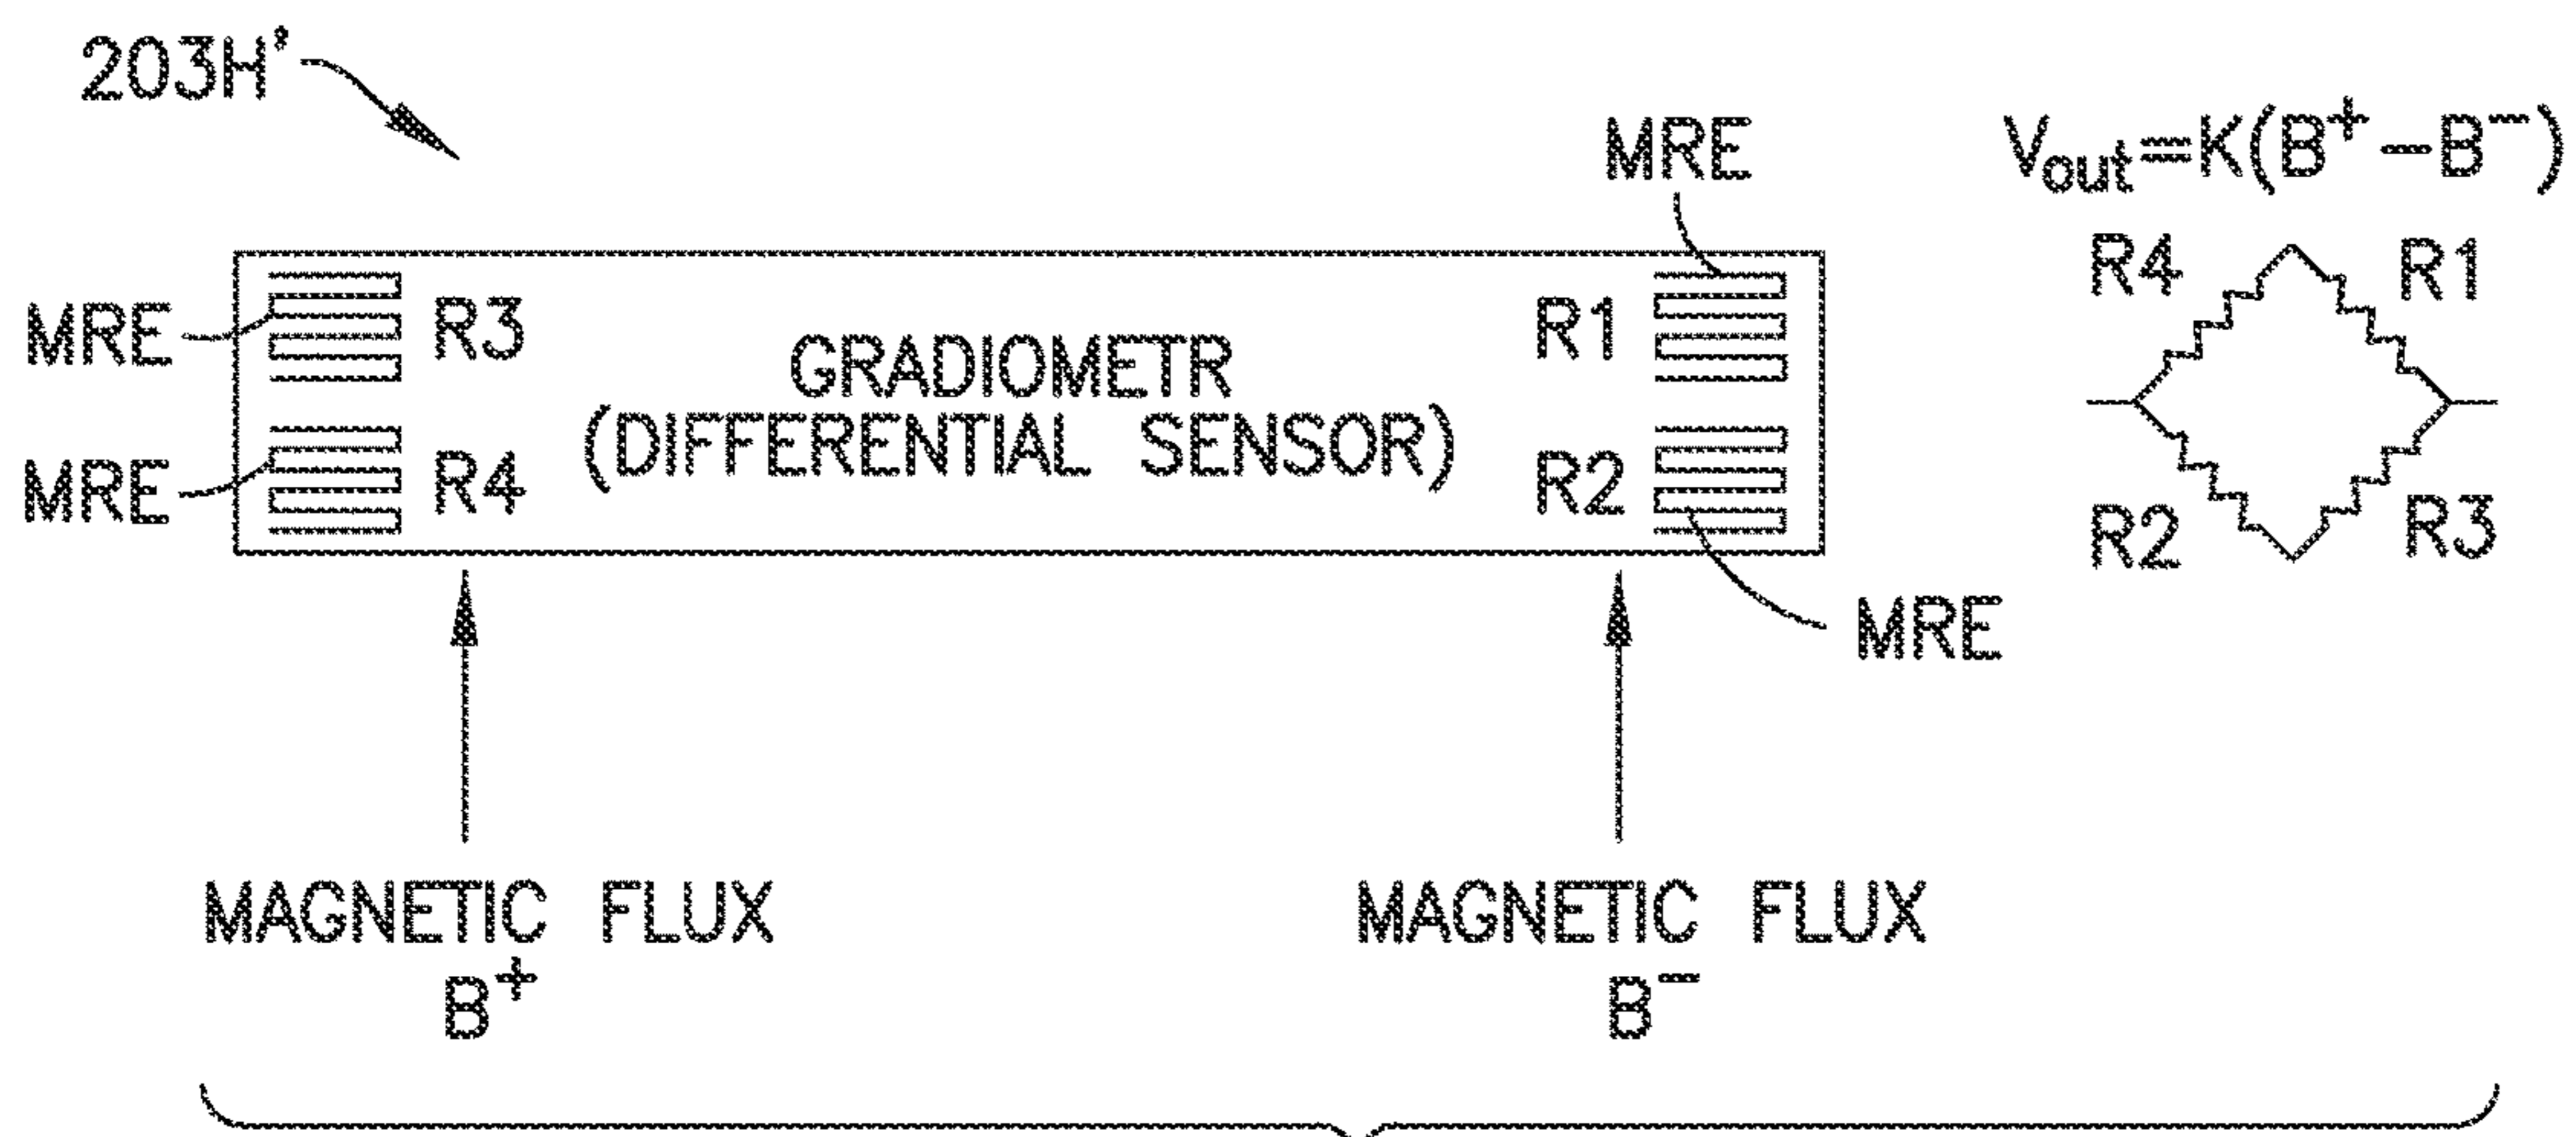 203H'
MRE
V_out=K(B⁺−B⁻)
R4
R1
MRE
R3
GRADIOMETR
R1
(DIFFERENTIAL SENSOR)
MRE
R4
R2
R2
R3
MRE
MAGNETIC FLUX
B⁺
MAGNETIC FLUX
B⁻